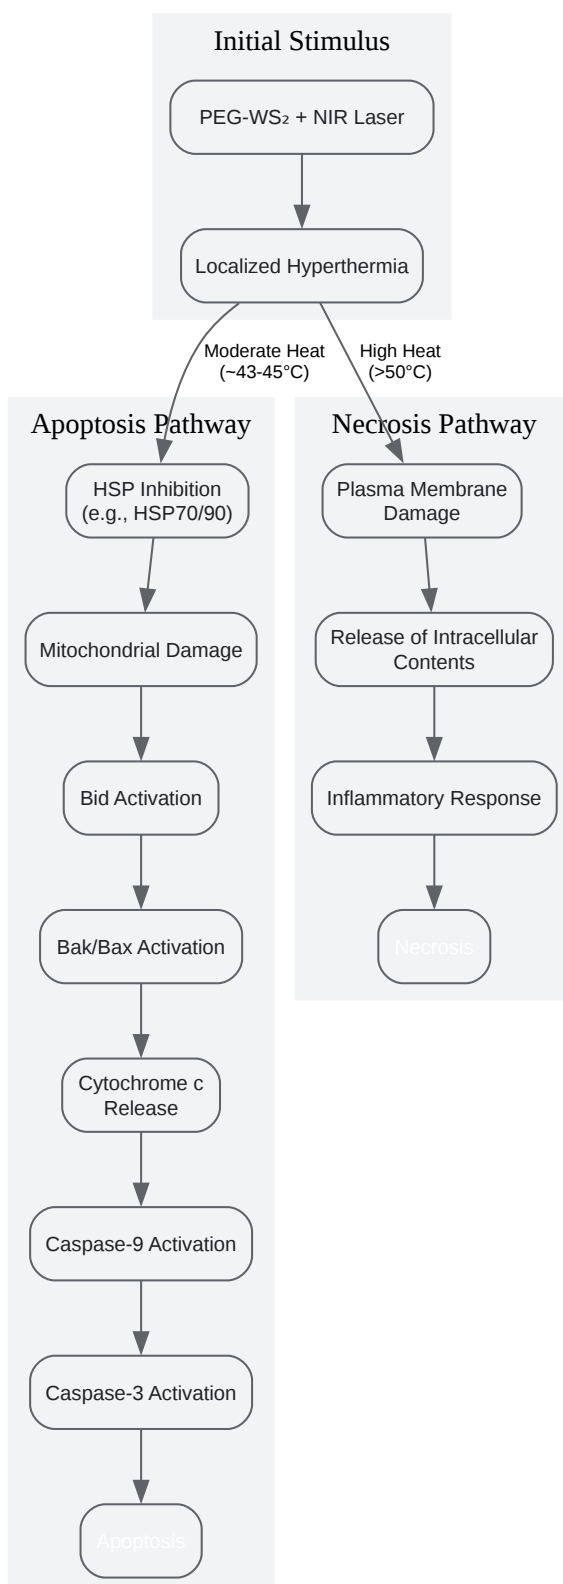 Initial Stimulus
PEG-WS₂ + NIR Laser
Localized Hyperthermia
Moderate Heat
(~43-45°C)
High Heat
(>50°C)
Apoptosis Pathway
HSP Inhibition
(e.g., HSP70/90)
Mitochondrial Damage
Bid Activation
Bak/Bax Activation
Cytochrome c
Release
Caspase-9 Activation
Caspase-3 Activation
Apoptosis
Necrosis Pathway
Plasma Membrane
Damage
Release of Intracellular
Contents
Inflammatory Response
Necrosis